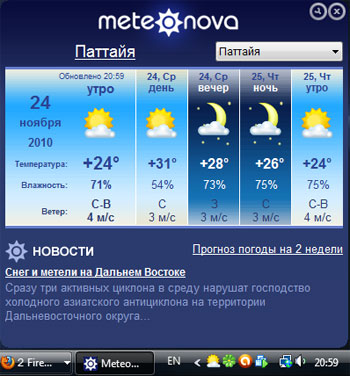 meteonova
Паттайя
Паттайя
Обновлено 20:59
24
ноября
2010
утро
24, Ср
день
24, Ср
вечер
25, Чт
ночь
25, Чт
утро
Температура: +24° +31° +28° +26° +24°
Влажность: 71% 54% 73% 75% 75%
Ветер: С-В С З З С-В
4 м/с 3 м/с 3 м/с 3 м/с 4 м/с
НОВОСТИ
Прогноз погоды на 2 недели
Снег и метели на Дальнем Востоке
Сразу три активных циклона в среду нарушат господство
холодного азиатского антициклона на территории
Дальневосточного округа...
2 Fire...
Meteo...
EN
20:59